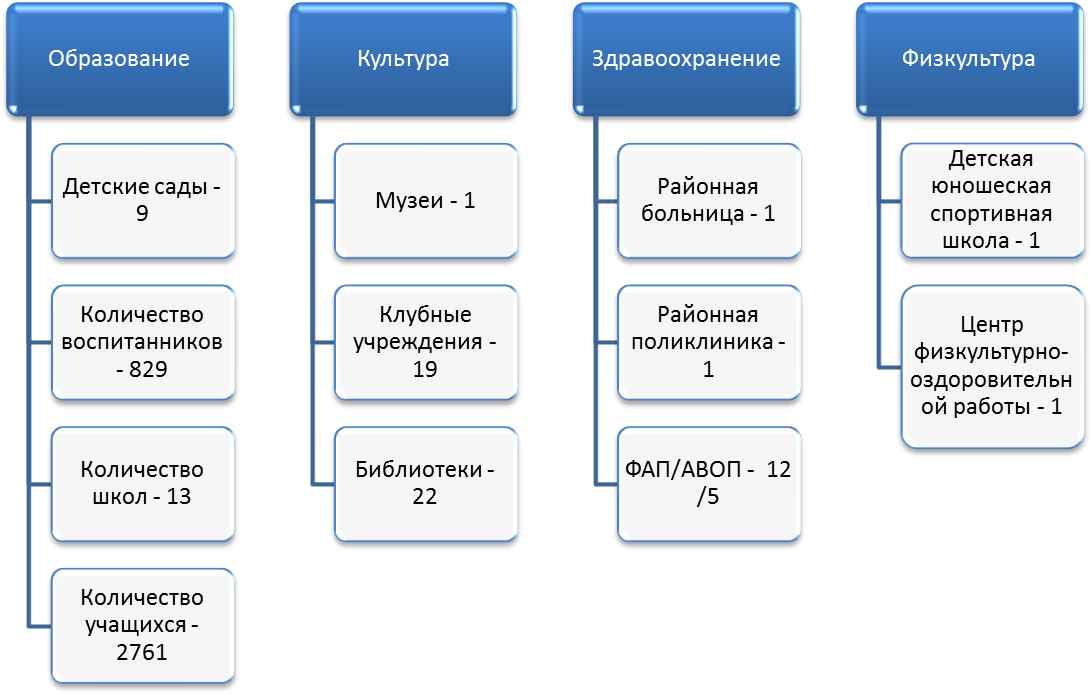 Образование
Детские сады -
9
Количество
воспитанников
- 829
Количество
школ - 13
Количество
учащихся -
2761
Культура
Музеи - 1
Клубные
учреждения -
19
Библиотеки -
22
Здравоохранение
Районная
больница - 1
Районная
поликлиника -
1
ФАП/АВОП - 12
/5
Физкультура
Детская
юношеская
спортивная
школа - 1
Центр
физкультурно-
оздоровительн
ой работы - 1